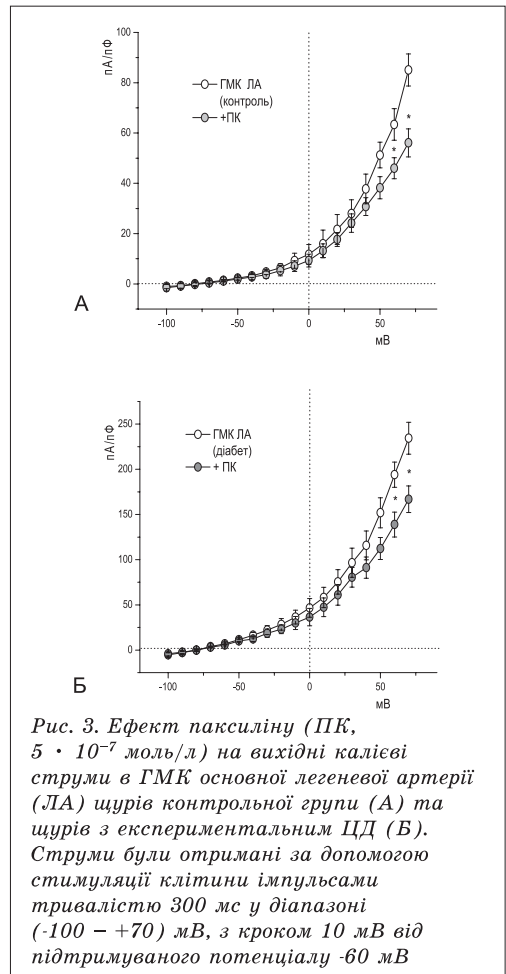 100
80
60
40
20
0
пА/пФ
ГМК ЛА
(контроль)
+ПК
*
*
А
-100
-50
0
50
мВ
250
200
150
100
50
0
пА/пФ
ГМК ЛА
(діабет)
+ ПК
*
*
Б
-100
-50
0
50
мВ
Рис. 3. Ефект паксиліну (ПК,
5 · 10⁻⁷ моль/л) на вихідні калієві
струми в ГМК основної легеневої артерії
(ЛА) щурів контрольної групи (А) та
щурів з експериментальним ЦД (Б).
Струми були отримані за допомогою
стимуляції клітини імпульсами
тривалістю 300 мс у діапазоні
(-100 – +70) мВ, з кроком 10 мВ від
підтримуваного потенціалу -60 мВ